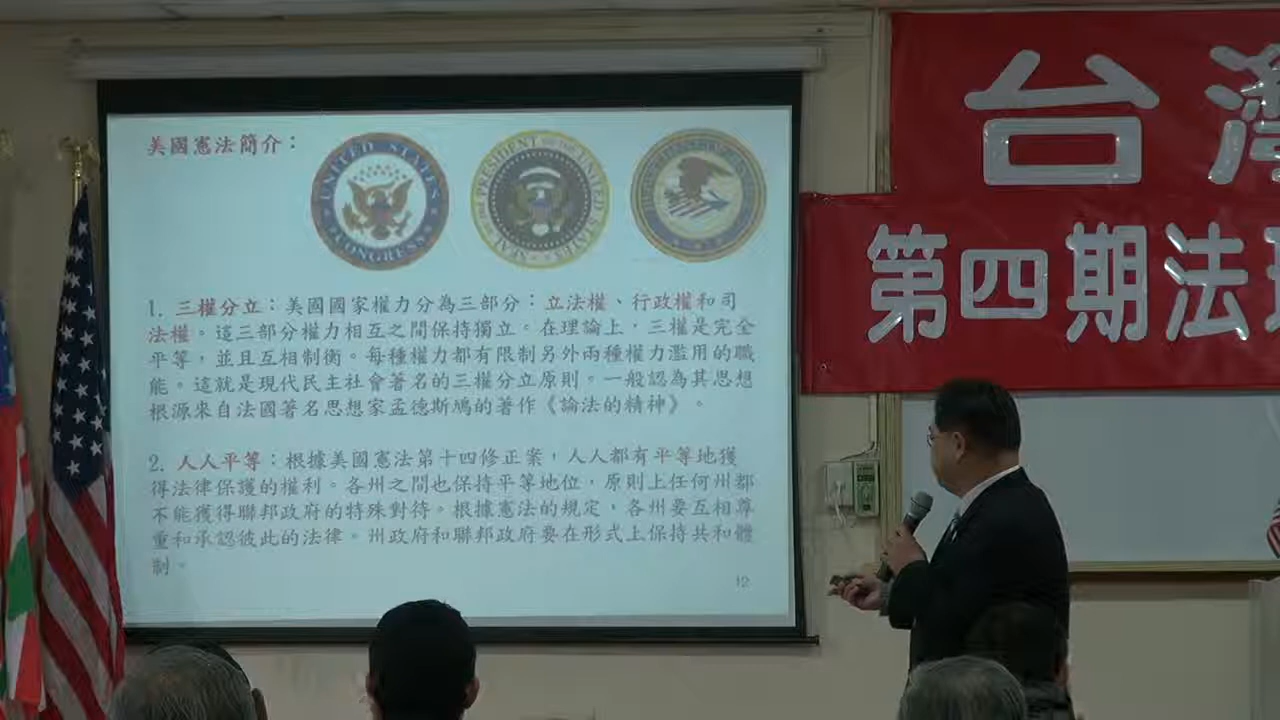 美國憲法簡介：
UNITED STATES CONGRESS
SEAL OF THE PRESIDENT OF THE UNITED STATES
1. 三權分立：美國國家權力分為三部分：立法權、行政權和司
法權。這三部分權力相互之間保持獨立。在理論上，三權是完全
平等，並且互相制衡。每種權力都有限制另外兩種權力濫用的職
能。這就是現代民主社會著名的三權分立原則。一般認為其思想
根源來自法國著名思想家孟德斯鳩的著作《論法的精神》。
2. 人人平等：根據美國憲法第十四修正案，人人都有平等地獲
得法律保護的權利。各州之間也保持平等地位，原則上任何州都
不能獲得聯邦政府的特殊對待。根據憲法的規定，各州要互相尊
重和承認彼此的法律。州政府和聯邦政府要在形式上保持共和體
制。
12
台灣
第四期法